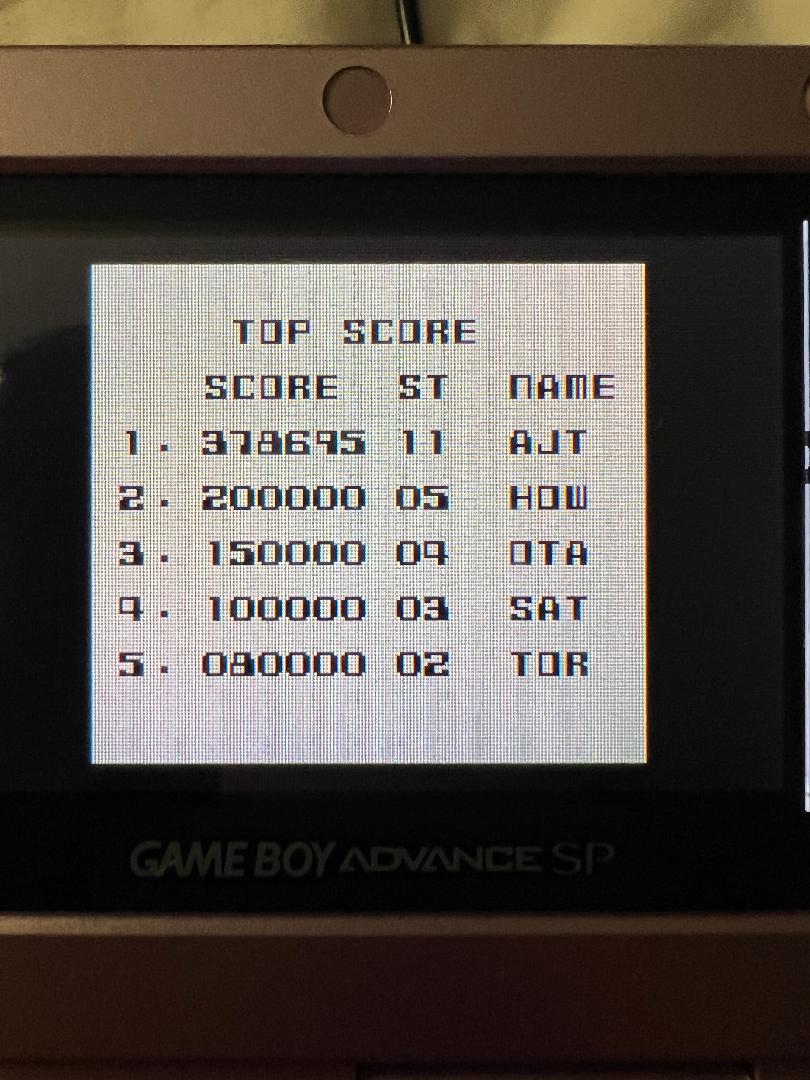 TOP SCORE
SCORE ST NAME
1. 378695 11 AJT
2. 200000 05 HOW
3. 150000 04 OTA
4. 100000 03 SAT
5. 080000 02 TOR
GAME BOY ADVANCE SP